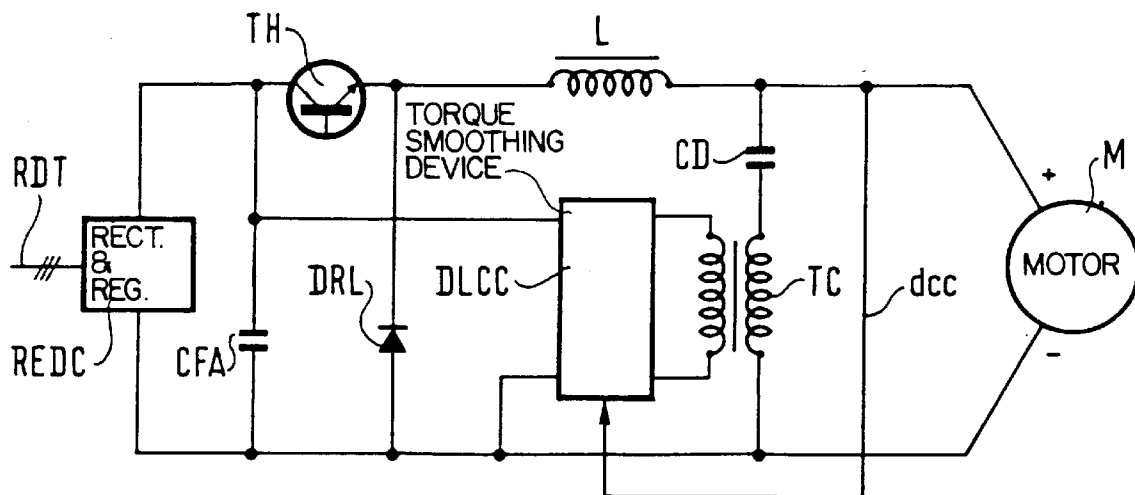 TH
L
TORQUE
SMOOTHING
DEVICE
CD
M
RDT
+
RECT.
&
REG.
DRL
DLCC
TC
dcc
MOTOR
REDC
CFA
-